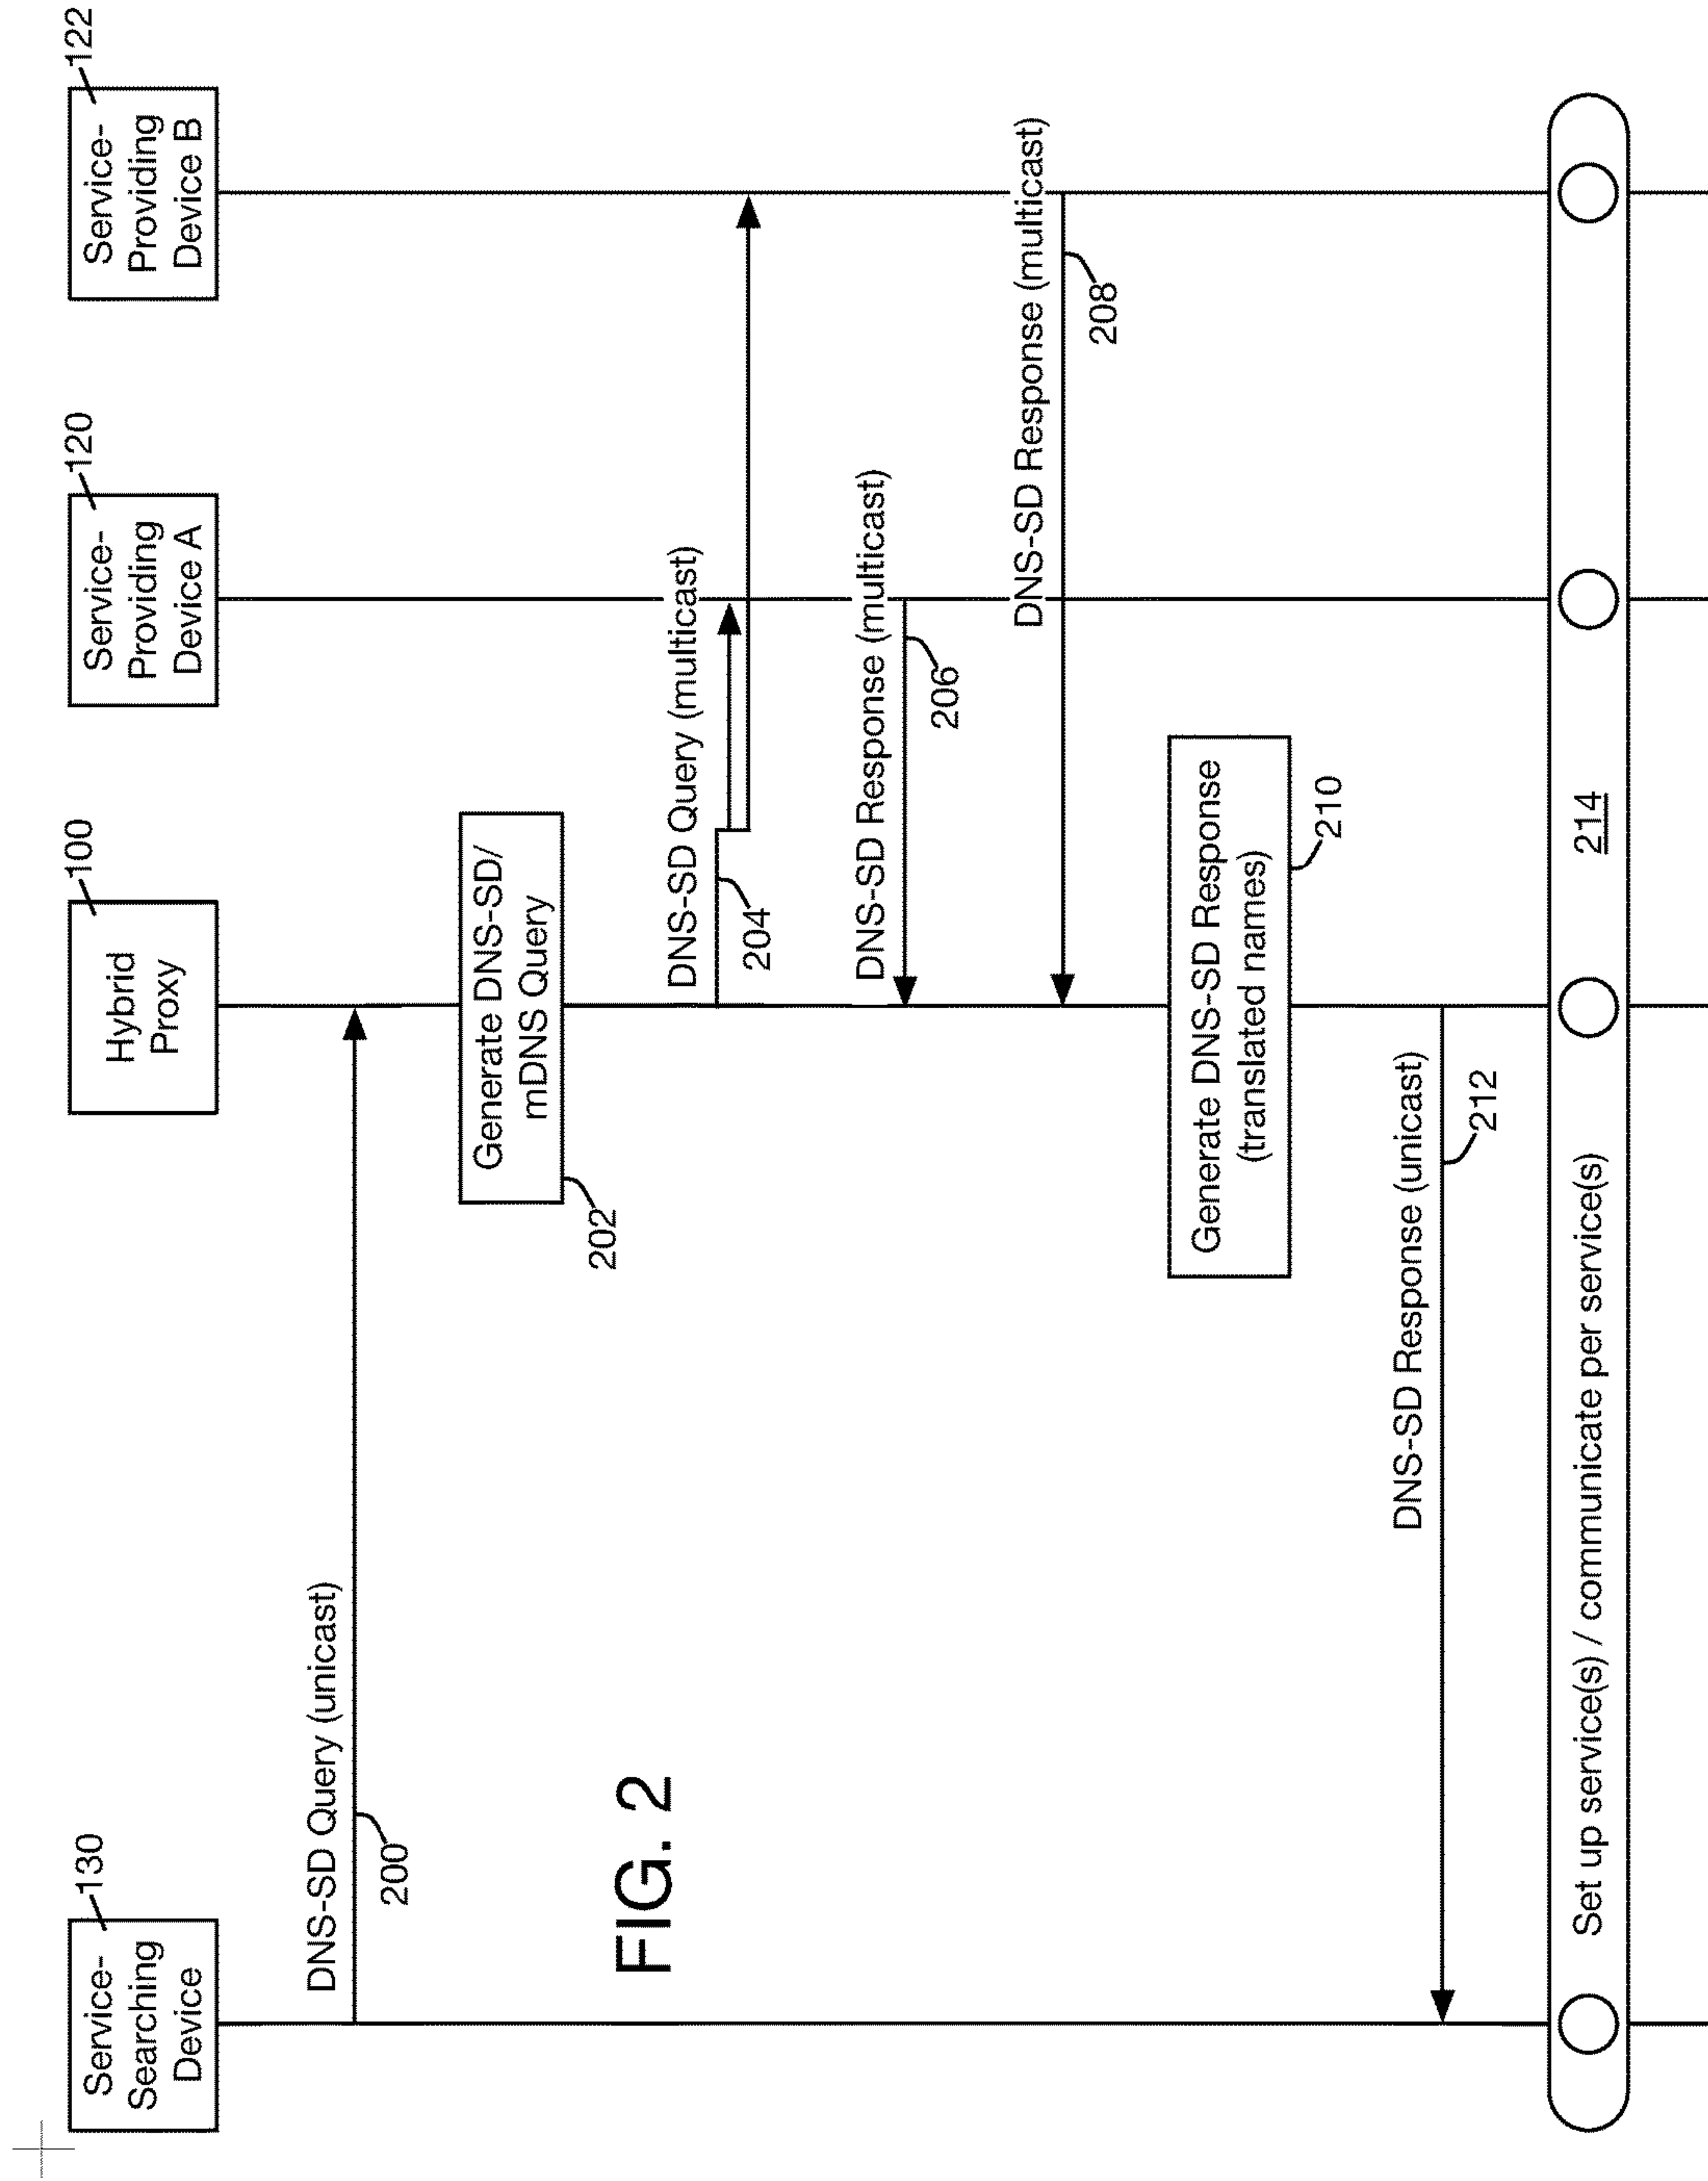 Service-
Searching
Device
130
Hybrid
Proxy
100
Service-
Providing
Device A
120
Service-
Providing
Device B
122
DNS-SD Query (unicast)
200
Generate DNS-SD/
mDNS Query
202
DNS-SD Query (multicast)
204
DNS-SD Response (multicast)
206
DNS-SD Response (multicast)
208
Generate DNS-SD Response
(translated names)
210
DNS-SD Response (unicast)
212
Set up service(s) / communicate per service(s)
214
FIG. 2